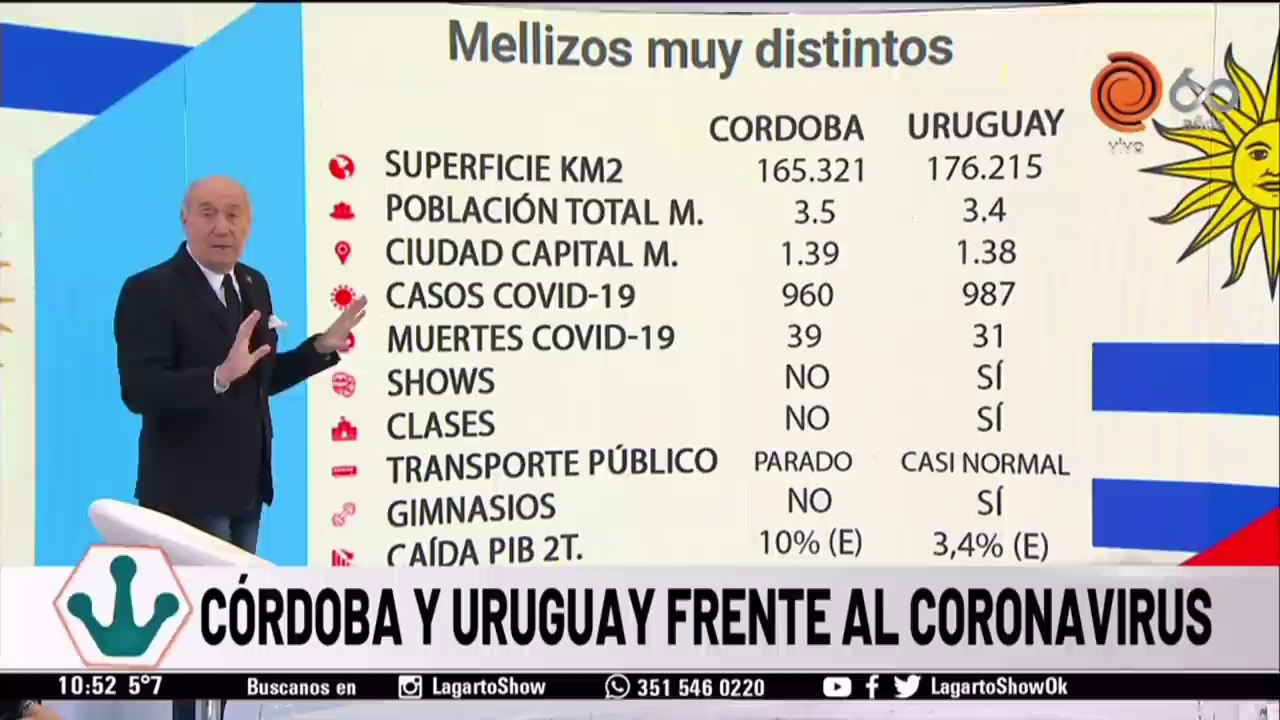 Mellizos muy distintos
60
años
vivo
CORDOBA URUGUAY
SUPERFICIE KM2 165.321 176.215
POBLACIÓN TOTAL M. 3.5 3.4
CIUDAD CAPITAL M. 1.39 1.38
CASOS COVID-19 960 987
MUERTES COVID-19 39 31
SHOWS NO SÍ
CLASES NO SÍ
TRANSPORTE PÚBLICO PARADO CASI NORMAL
GIMNASIOS NO SÍ
CAÍDA PIB 2T. 10% (E) 3,4% (E)
CÓRDOBA Y URUGUAY FRENTE AL CORONAVIRUS
10:52 5°7 Buscanos en LagartoShow 351 546 0220 LagartoShowOk